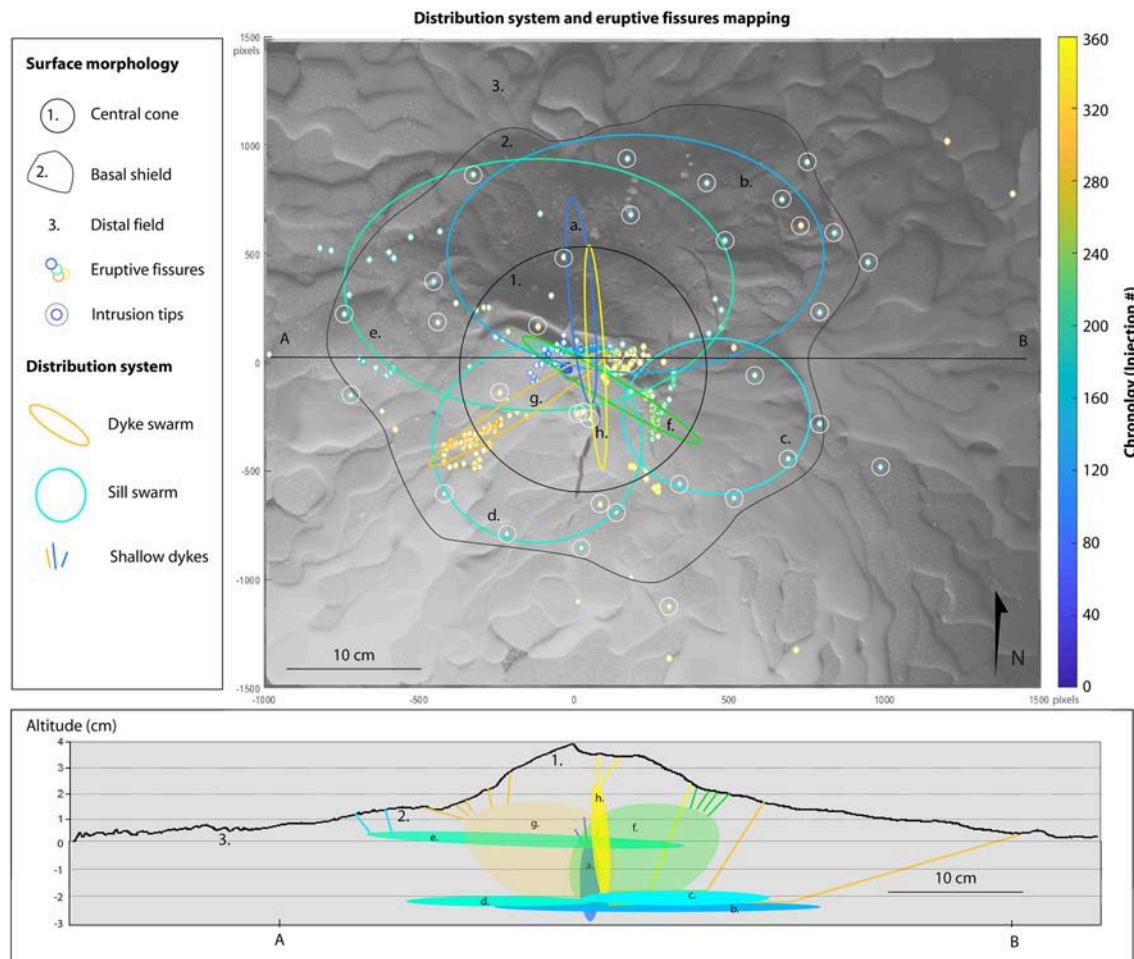 Distribution system and eruptive fissures mapping
Surface morphology
1. Central cone
2. Basal shield
3. Distal field
Eruptive fissures
Intrusion tips
Distribution system
Dyke swarm
Sill swarm
Shallow dykes
1500
pixels
1000
500
0
-500
-1000
-1500
-1000
-500
0
500
1000
1500 pixels
3.
2.
b.
a.
1.
A
B
e.
g.
f.
h.
c.
d.
10 cm
N
360
320
280
240
200
160
120
80
40
0
Chronology (Injection #)
Altitude (cm)
4
3
2
1
0
-1
-2
-3
1.
2.
3.
h.
g.
f.
e.
a.
d.
c.
b.
10 cm
A
B